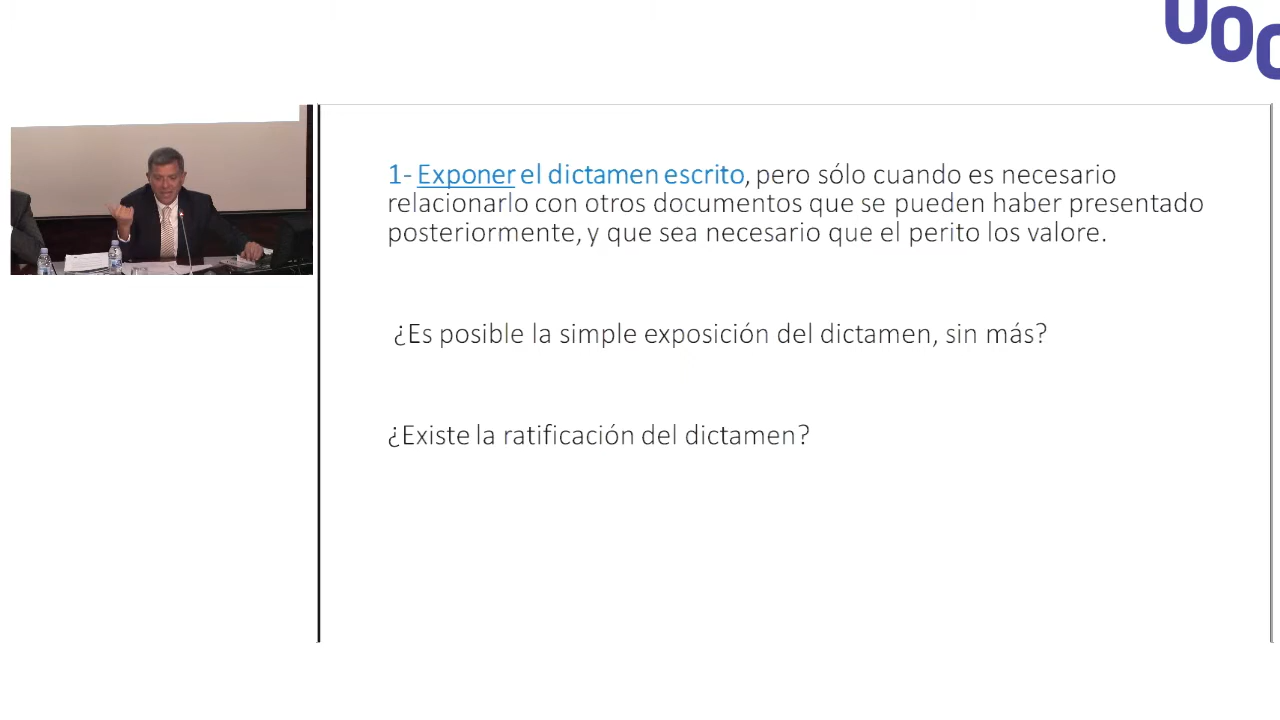 UOC
1- Exponer el dictamen escrito, pero sólo cuando es necesario
relacionarlo con otros documentos que se pueden haber presentado
posteriormente, y que sea necesario que el perito los valore.
¿Es posible la simple exposición del dictamen, sin más?
¿Existe la ratificación del dictamen?